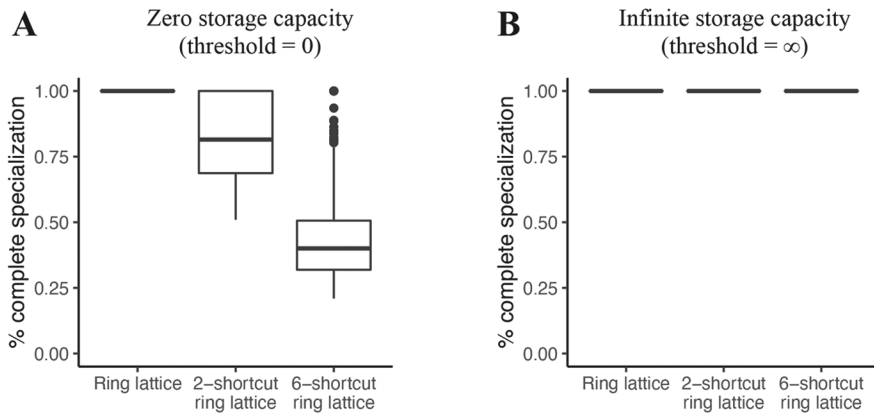 A
Zero storage capacity
(threshold = 0)
% complete specialization
1.00
0.75
0.50
0.25
0.00
Ring lattice
2−shortcut
ring lattice
6−shortcut
ring lattice
B
Infinite storage capacity
(threshold = ∞)
% complete specialization
1.00
0.75
0.50
0.25
0.00
Ring lattice
2−shortcut
ring lattice
6−shortcut
ring lattice